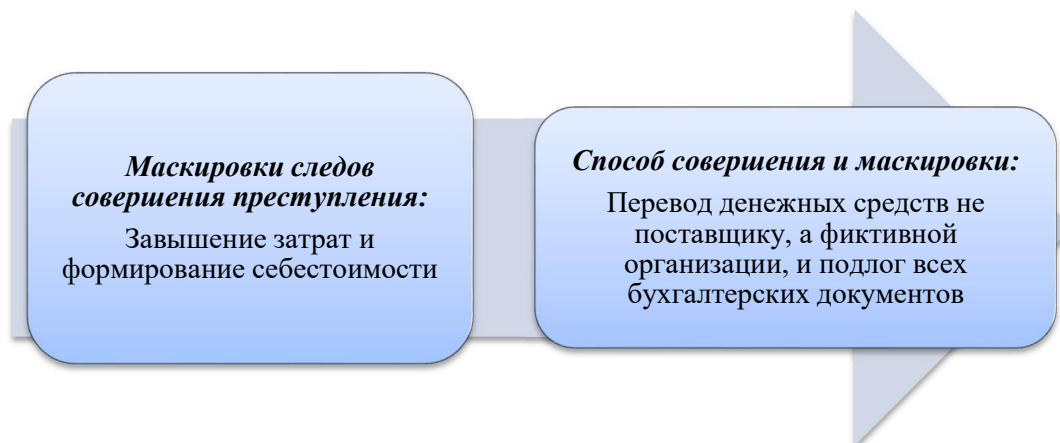 Маскировки следов
совершения преступления:
Завышение затрат и
формирование себестоимости
Способ совершения и маскировки:
Перевод денежных средств не
поставщику, а фиктивной
организации, и подлог всех
бухгалтерских документов